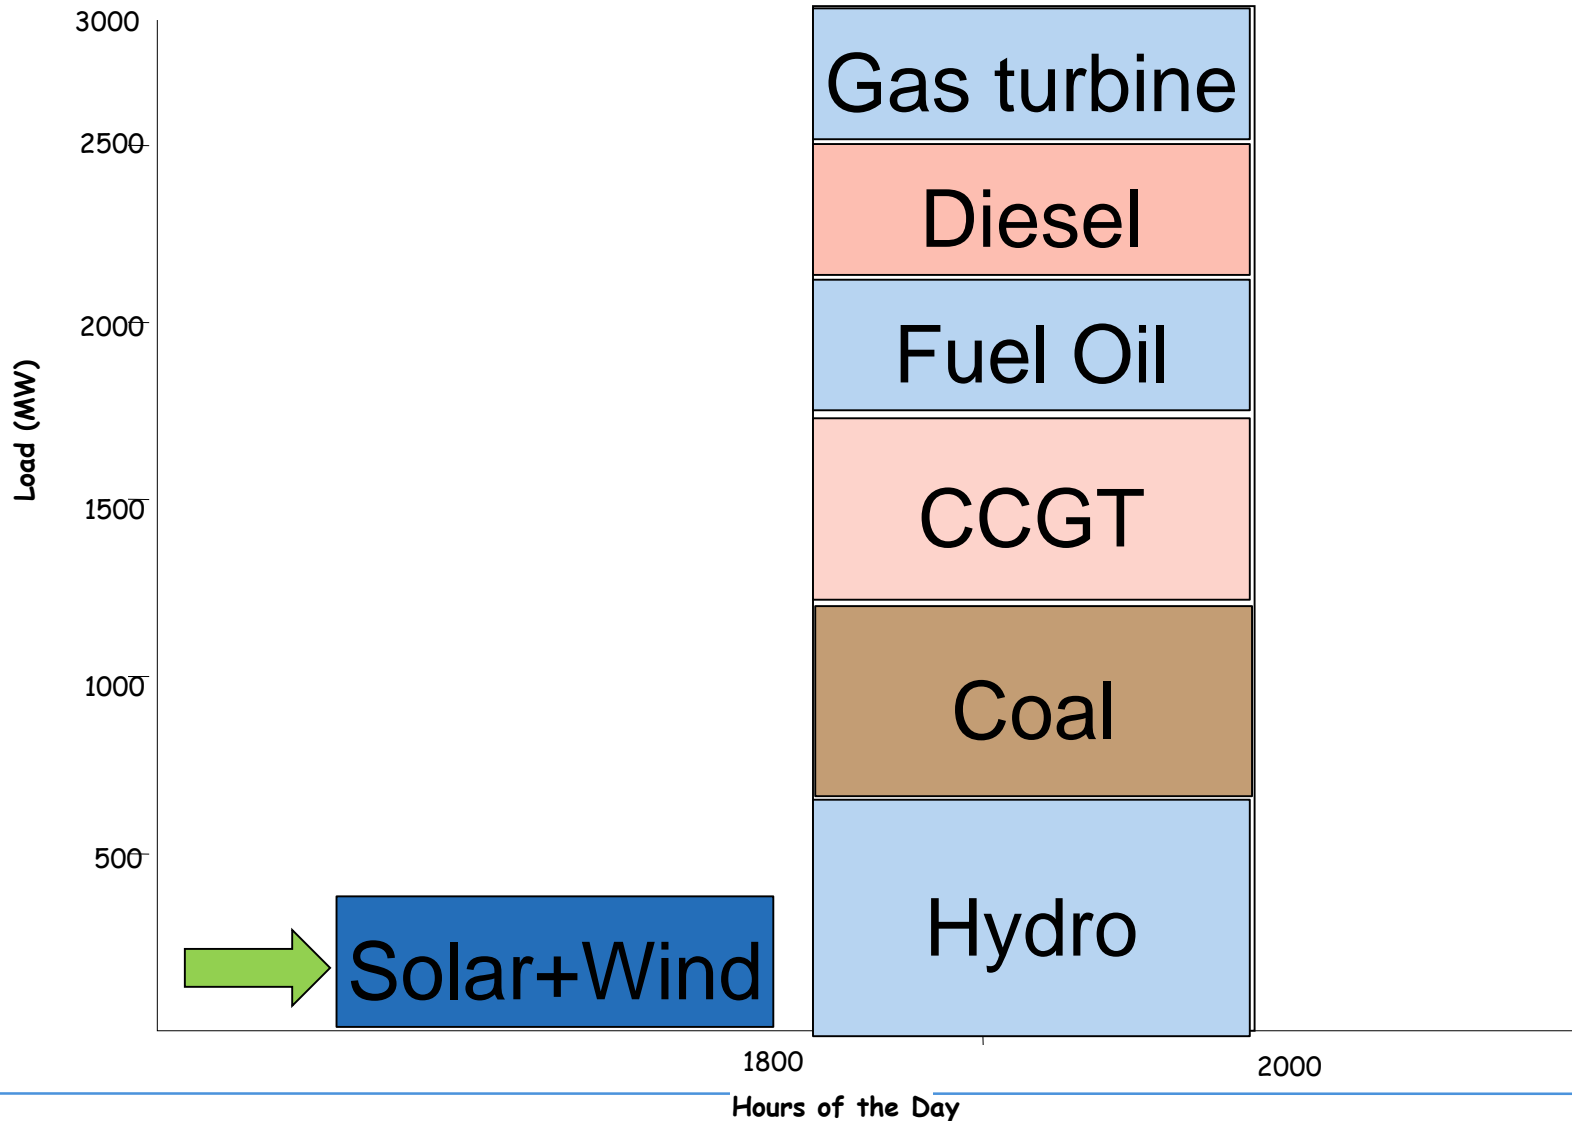 3000
Gas turbine
2500
Diesel
2000
Fuel Oil
Load (MW)
CCGT
1500
1000
Coal
500
Hydro
Solar+Wind
1800
2000
Hours of the Day